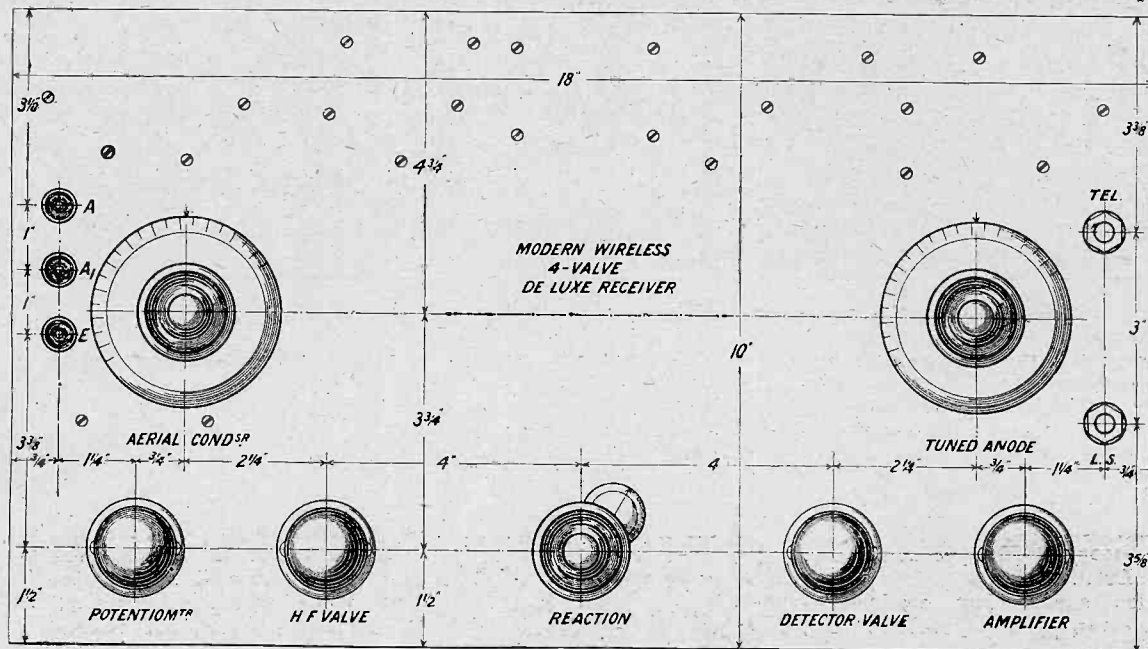 18"
3⅛"
4¾"
3⅜"
A
TEL.
1"
A₁
MODERN WIRELESS
4-VALVE
DE LUXE RECEIVER
1"
E
3"
10"
3¾"
3⅜"
AERIAL CONDSR
TUNED ANODE
¾" 1¼" ¾" 2¼" 4" 4 2¼" ¾" 1¼" ¾"
L.S.
1½"
1½"
3⅝
POTENTIOMTR H F VALVE REACTION DETECTOR VALVE AMPLIFIER